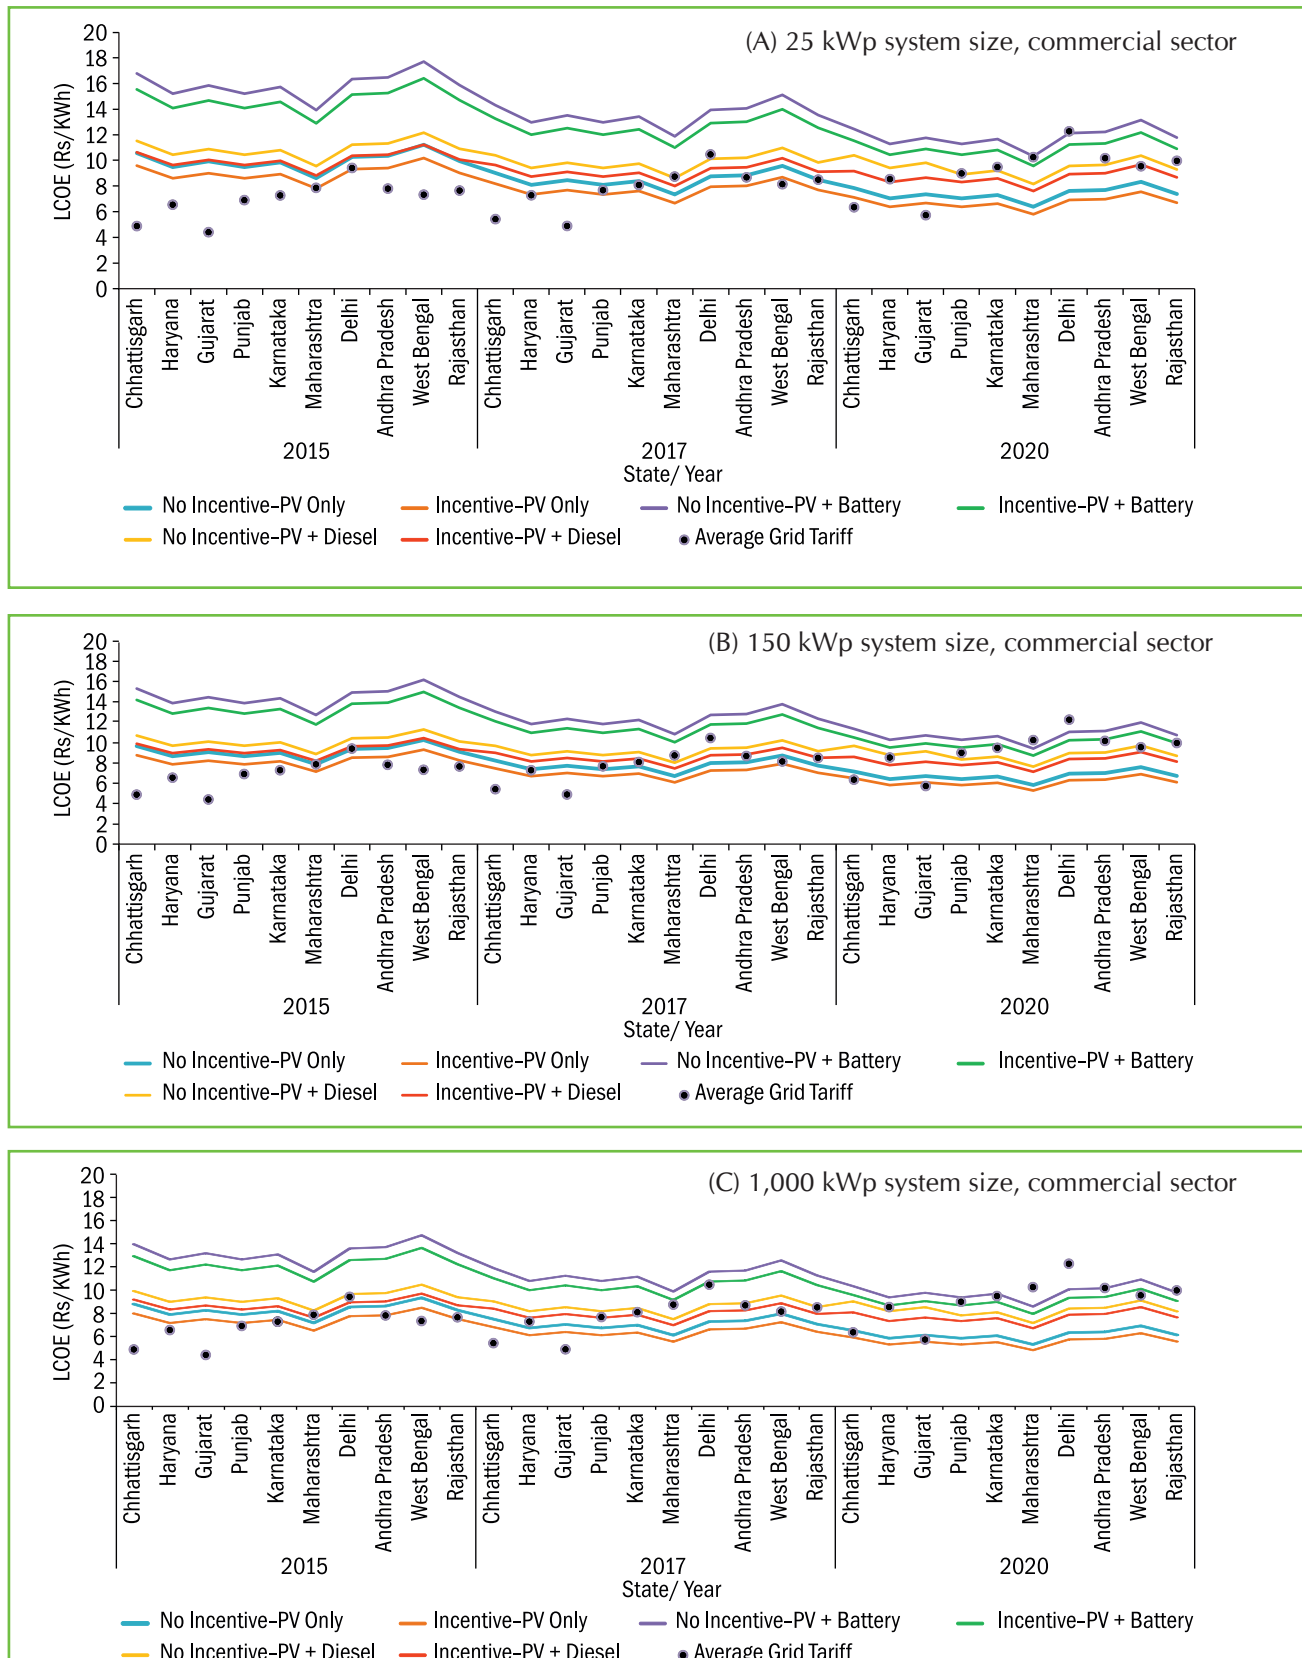 (A) 25 kWp system size, commercial sector
LCOE (Rs/KWh)
20
18
16
14
12
10
8
6
4
2
0
Chhattisgarh
Haryana
Gujarat
Punjab
Karnataka
Maharashtra
Delhi
Andhra Pradesh
West Bengal
Rajasthan
Chhattisgarh
Haryana
Gujarat
Punjab
Karnataka
Maharashtra
Delhi
Andhra Pradesh
West Bengal
Rajasthan
Chhattisgarh
Haryana
Gujarat
Punjab
Karnataka
Maharashtra
Delhi
Andhra Pradesh
West Bengal
Rajasthan
2015 2017 2020
State/ Year
No Incentive–PV Only Incentive–PV Only No Incentive–PV + Battery Incentive–PV + Battery
No Incentive–PV + Diesel Incentive–PV + Diesel Average Grid Tariff
(B) 150 kWp system size, commercial sector
LCOE (Rs/KWh)
20
18
16
14
12
10
8
6
4
2
0
Chhattisgarh
Haryana
Gujarat
Punjab
Karnataka
Maharashtra
Delhi
Andhra Pradesh
West Bengal
Rajasthan
Chhattisgarh
Haryana
Gujarat
Punjab
Karnataka
Maharashtra
Delhi
Andhra Pradesh
West Bengal
Rajasthan
Chhattisgarh
Haryana
Gujarat
Punjab
Karnataka
Maharashtra
Delhi
Andhra Pradesh
West Bengal
Rajasthan
2015 2017 2020
State/ Year
No Incentive–PV Only Incentive–PV Only No Incentive–PV + Battery Incentive–PV + Battery
No Incentive–PV + Diesel Incentive–PV + Diesel Average Grid Tariff
(C) 1,000 kWp system size, commercial sector
LCOE (Rs/KWh)
20
18
16
14
12
10
8
6
4
2
0
Chhattisgarh
Haryana
Gujarat
Punjab
Karnataka
Maharashtra
Delhi
Andhra Pradesh
West Bengal
Rajasthan
Chhattisgarh
Haryana
Gujarat
Punjab
Karnataka
Maharashtra
Delhi
Andhra Pradesh
West Bengal
Rajasthan
Chhattisgarh
Haryana
Gujarat
Punjab
Karnataka
Maharashtra
Delhi
Andhra Pradesh
West Bengal
Rajasthan
2015 2017 2020
State/ Year
No Incentive–PV Only Incentive–PV Only No Incentive–PV + Battery Incentive–PV + Battery
No Incentive–PV + Diesel Incentive–PV + Diesel Average Grid Tariff